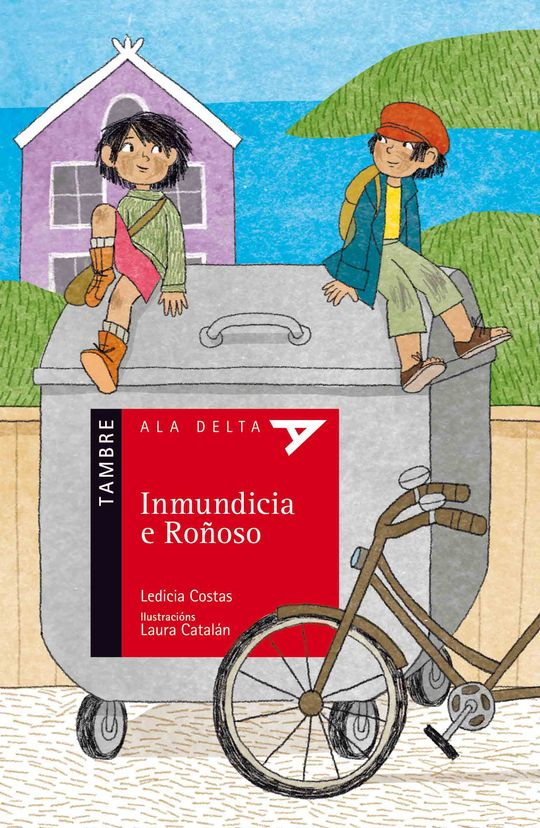 TAMBRE
ALA DELTA
Inmundicia
e Roñoso
Ledicia Costas
Ilustracións
Laura Catalán